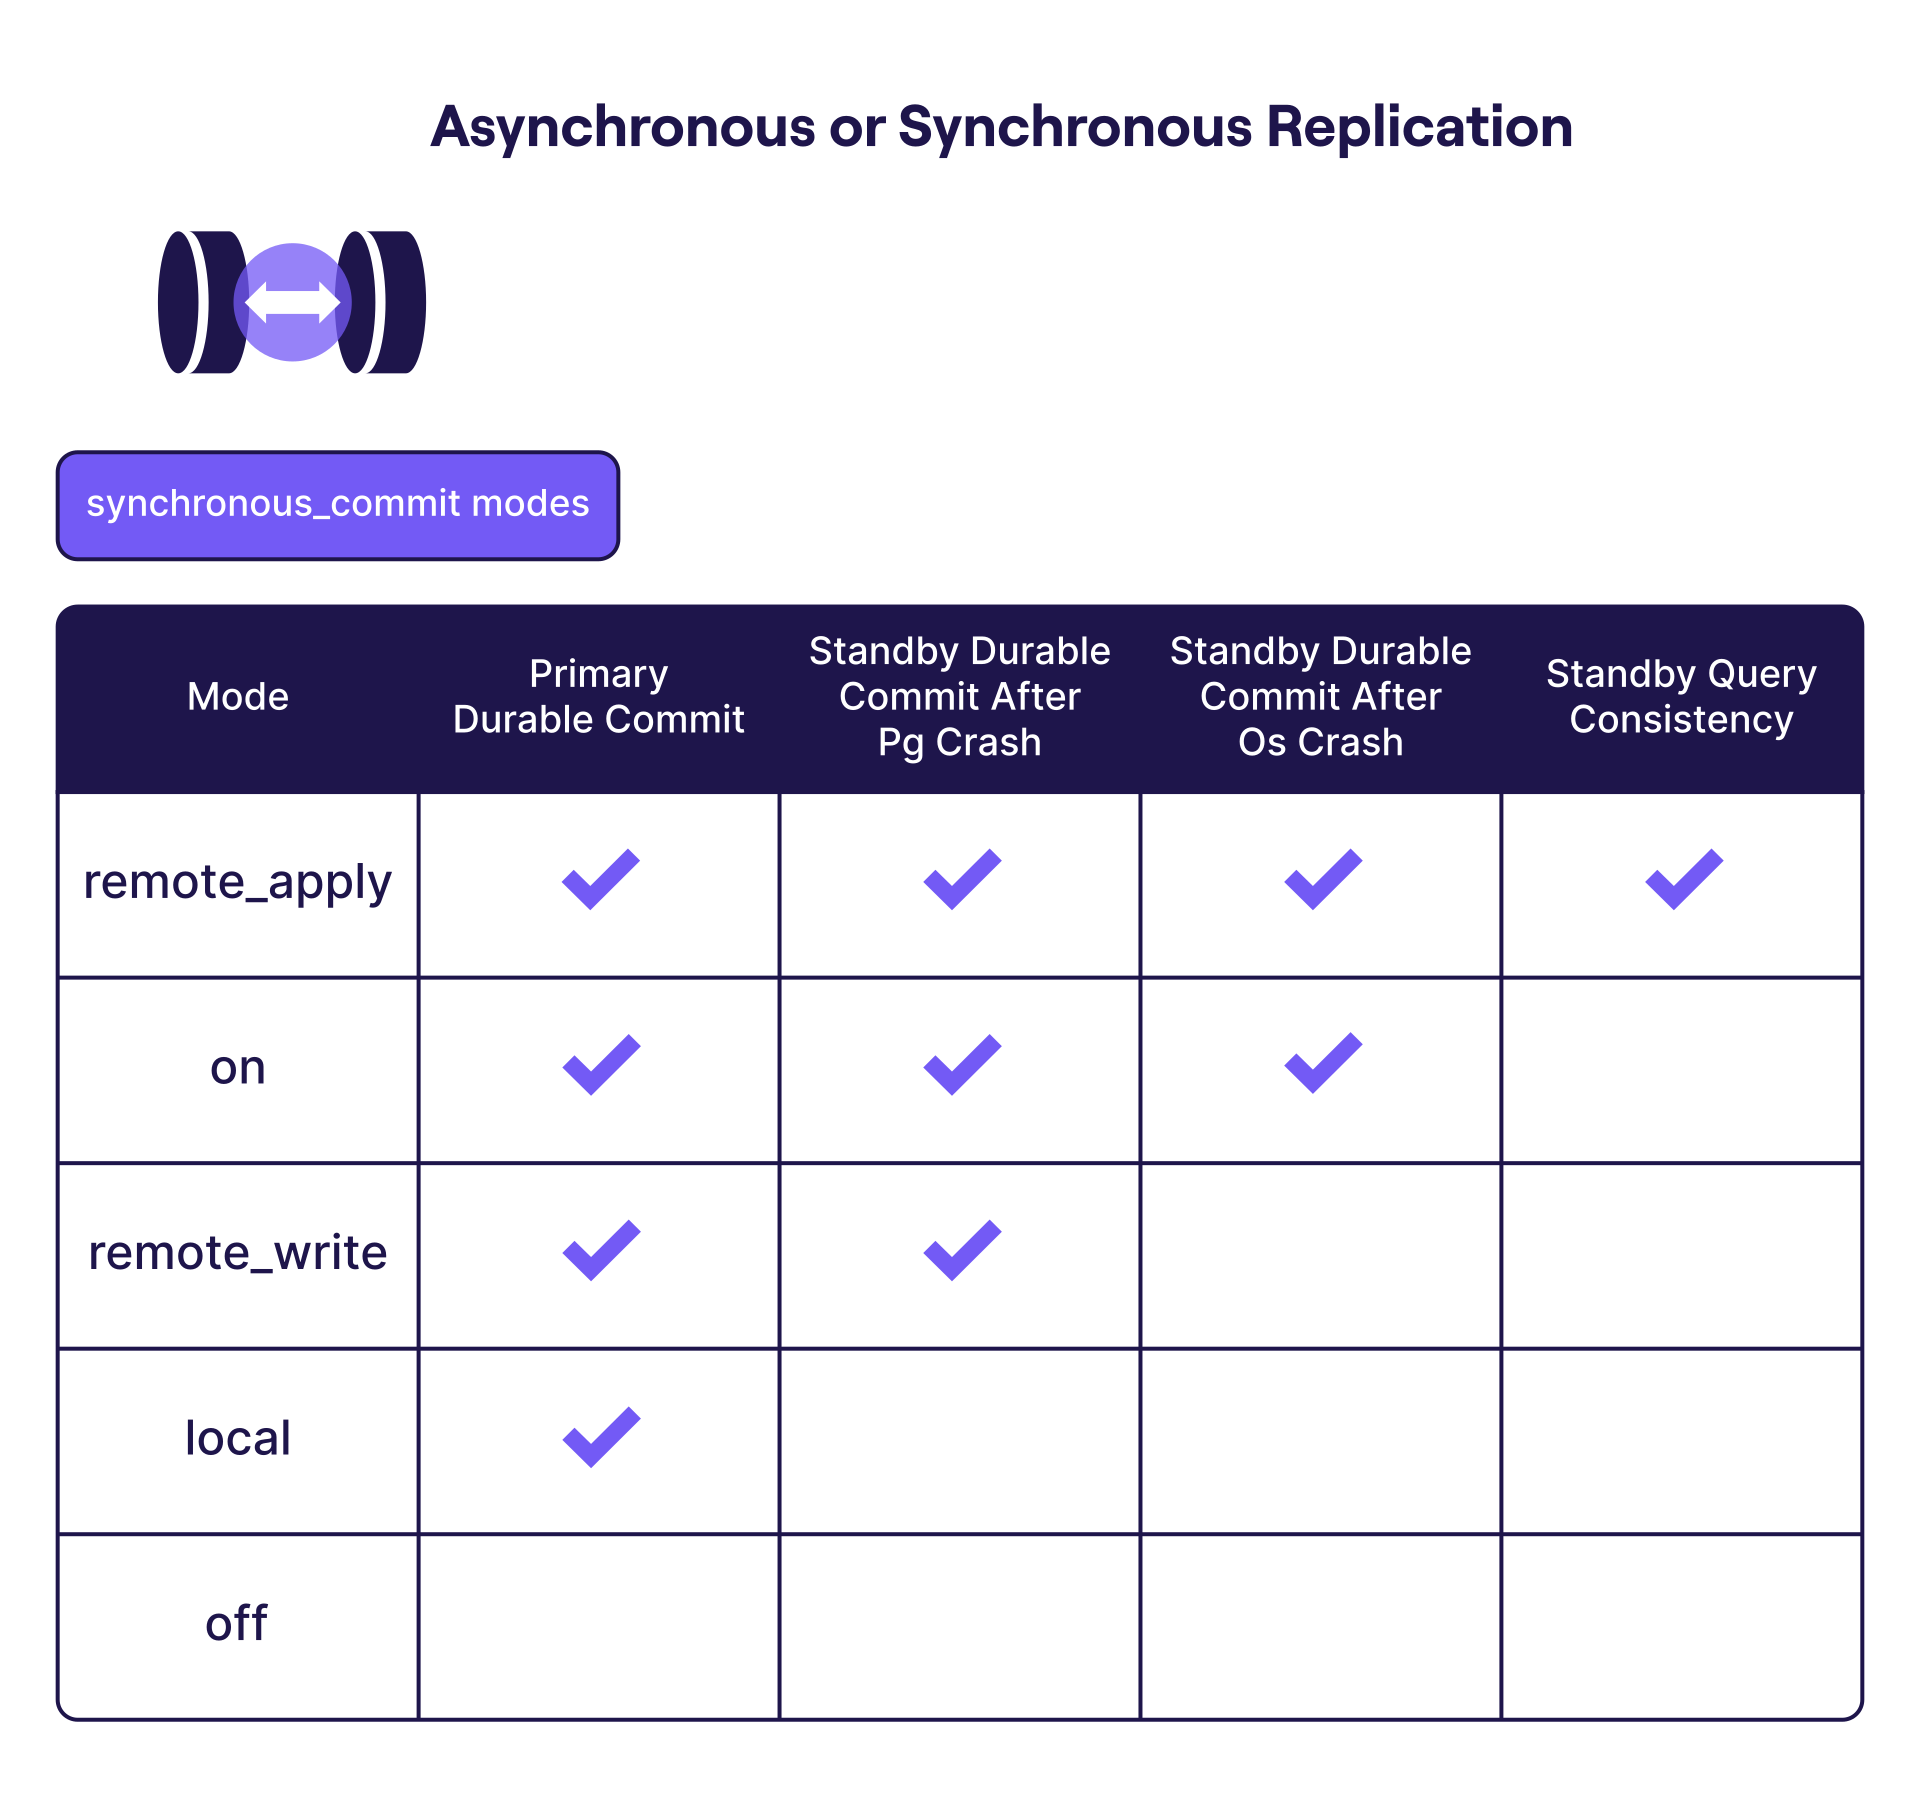 Asynchronous or Synchronous Replication
synchronous_commit modes
Mode
Primary
Durable Commit
Standby Durable
Commit After
Pg Crash
Standby Durable
Commit After
Os Crash
Standby Query
Consistency
remote_apply
on
remote_write
local
off